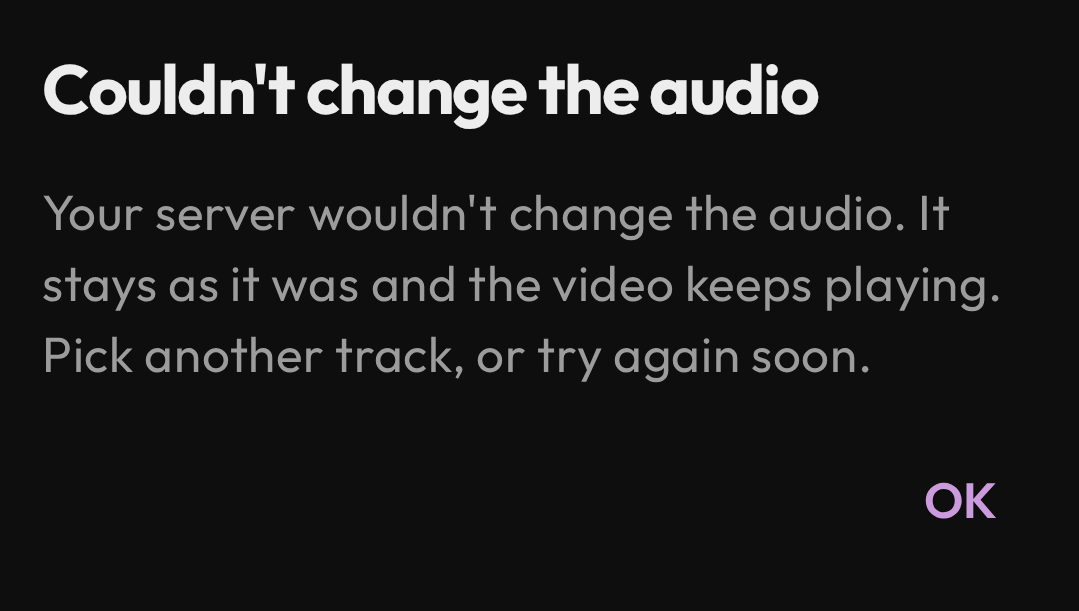 Couldn't change the audio
Your server wouldn't change the audio. It
stays as it was and the video keeps playing.
Pick another track, or try again soon.
OK